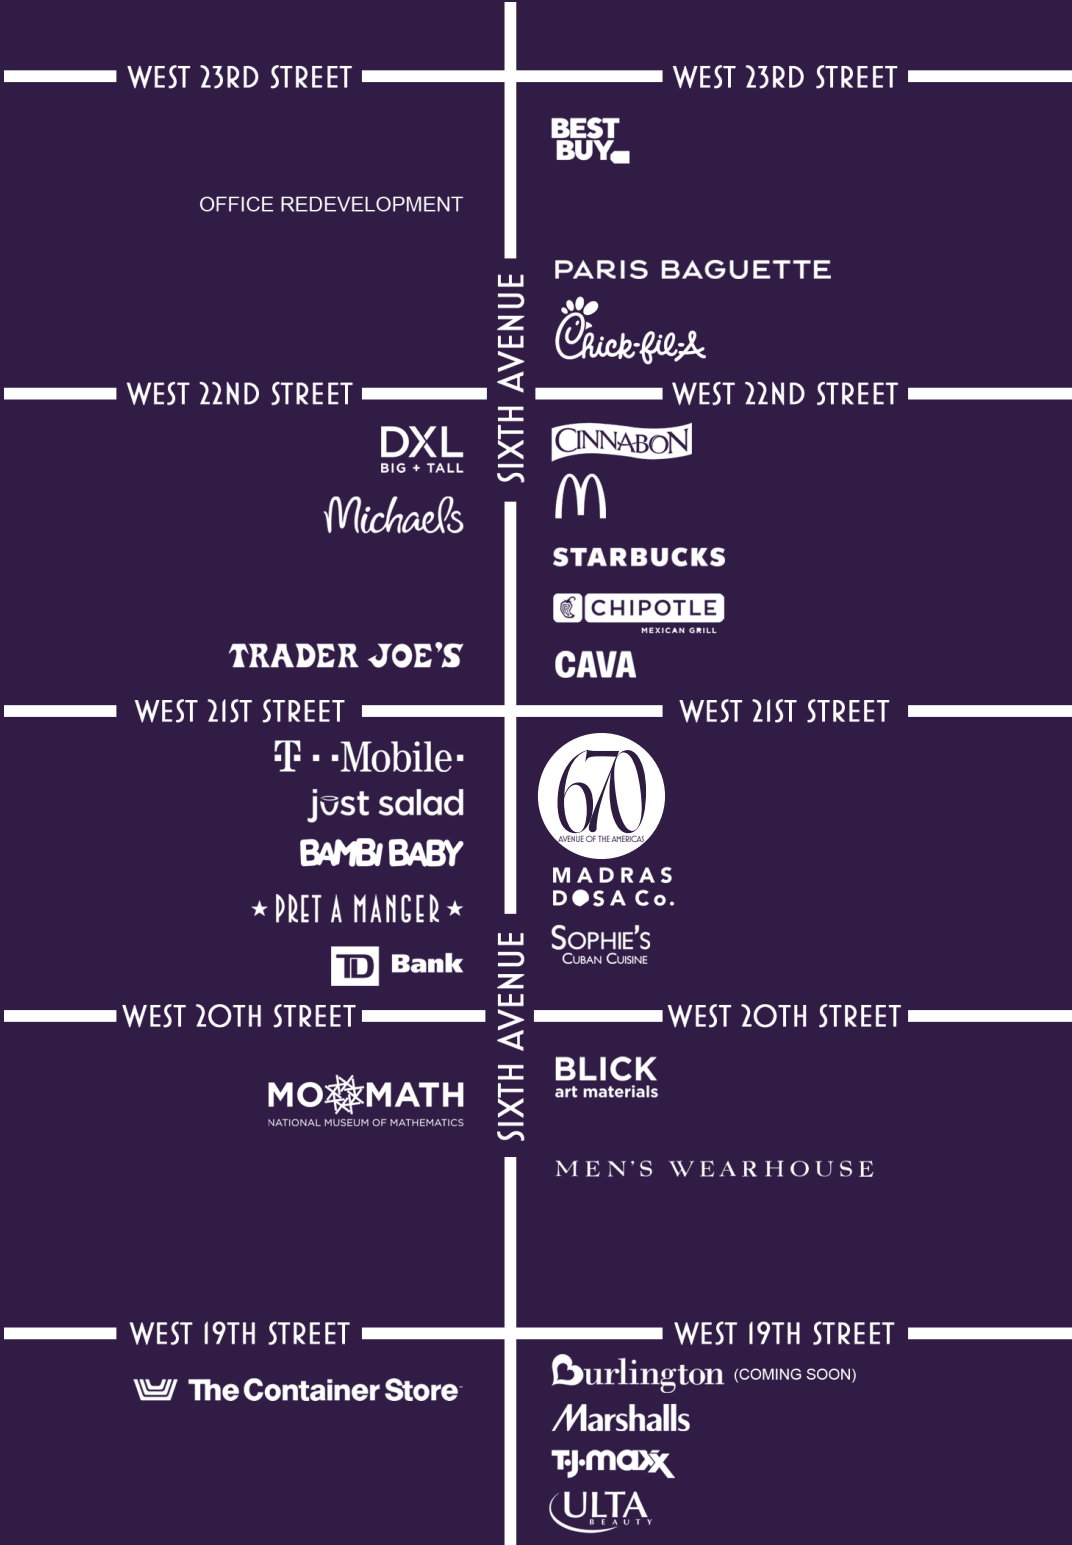 WEST 23RD STREET
WEST 23RD STREET
BEST
BUY
OFFICE REDEVELOPMENT
PARIS BAGUETTE
Chick-fil-A
SIXTH AVENUE
WEST 22ND STREET
WEST 22ND STREET
DXL
BIG + TALL
Michaels
TRADER JOE'S
CINNABON
M
STARBUCKS
CHIPOTLE
MEXICAN GRILL
CAVA
WEST 21ST STREET
WEST 21ST STREET
T··Mobile·
just salad
BAMBI BABY
★ PRET A MANGER ★
TD Bank
670
AVENUE OF THE AMERICAS
MADRAS
DOSA Co.
SOPHIE'S
CUBAN CUISINE
SIXTH AVENUE
WEST 20TH STREET
WEST 20TH STREET
MOMATH
NATIONAL MUSEUM OF MATHEMATICS
BLICK
art materials
MEN'S WEARHOUSE
WEST 19TH STREET
WEST 19TH STREET
The Container Store
Burlington (COMING SOON)
Marshalls
T·J·maxx
ULTA
BEAUTY